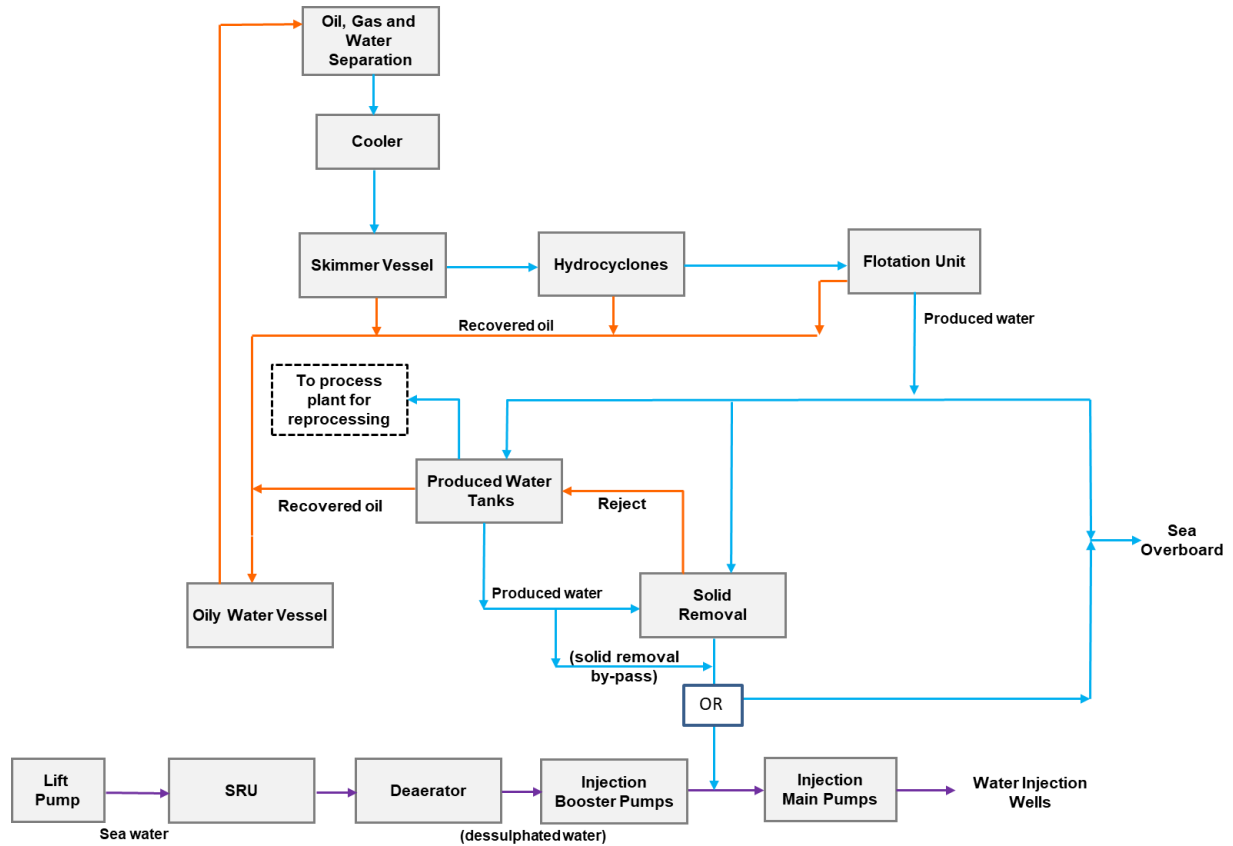 Oil, Gas and
Water
Separation
Cooler
Skimmer Vessel
Hydrocyclones
Flotation Unit
Recovered oil
Produced water
To process
plant for
reprocessing
Produced Water
Tanks
Recovered oil
Reject
Sea
Overboard
Oily Water Vessel
Produced water
Solid
Removal
(solid removal
by-pass)
OR
Lift
Pump
SRU
Deaerator
Injection
Booster Pumps
Injection
Main Pumps
Water Injection
Wells
Sea water
(dessulphated water)